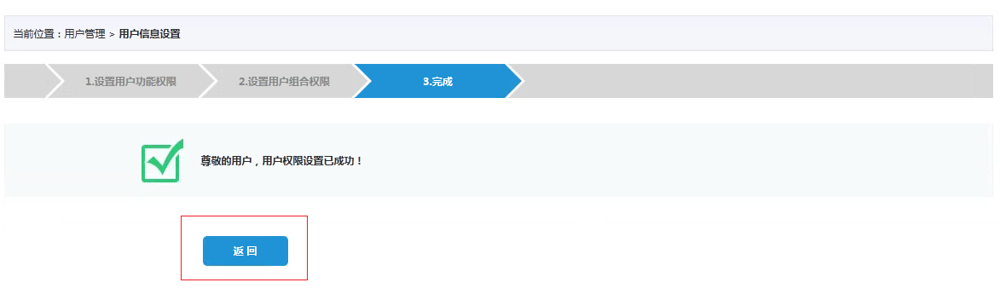 当前位置：用户管理 > 用户信息设置
1.设置用户功能权限 2.设置用户组合权限 3.完成
尊敬的用户，用户权限设置已成功！
返 回